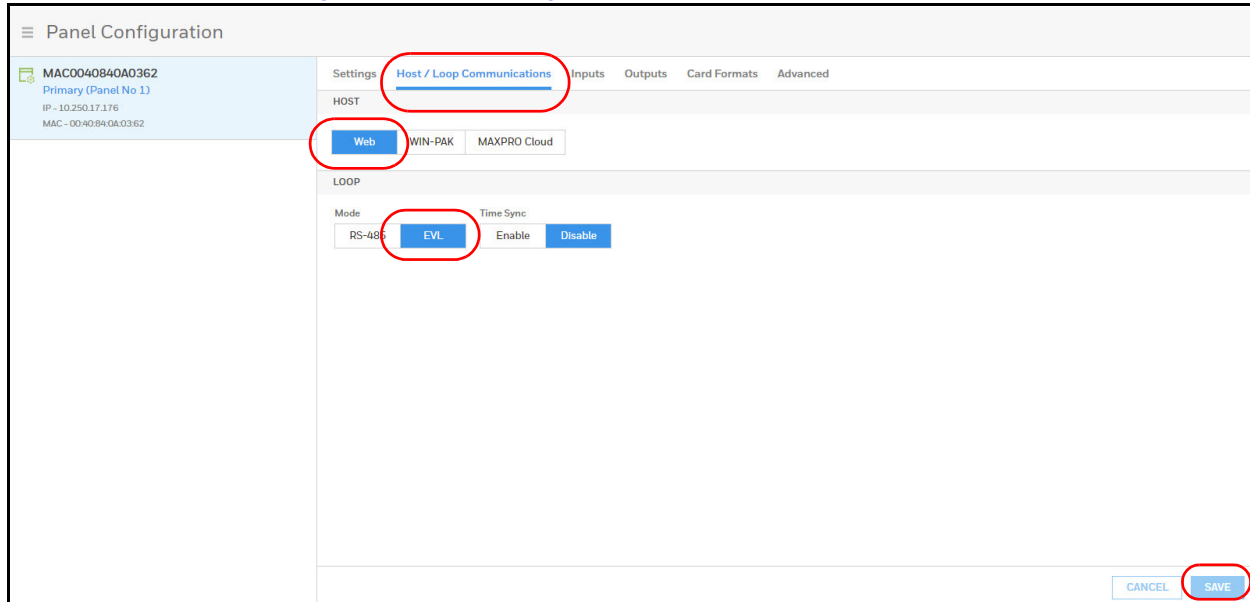 Panel Configuration
MAC0040840A0362
Primary (Panel No 1)
IP - 10.250.17.176
MAC - 00:40:84:0A:03:62
Settings Host / Loop Communications Inputs Outputs Card Formats Advanced
HOST
Web WIN-PAK MAXPRO Cloud
LOOP
Mode Time Sync
RS-485 EVL Enable Disable
CANCEL SAVE